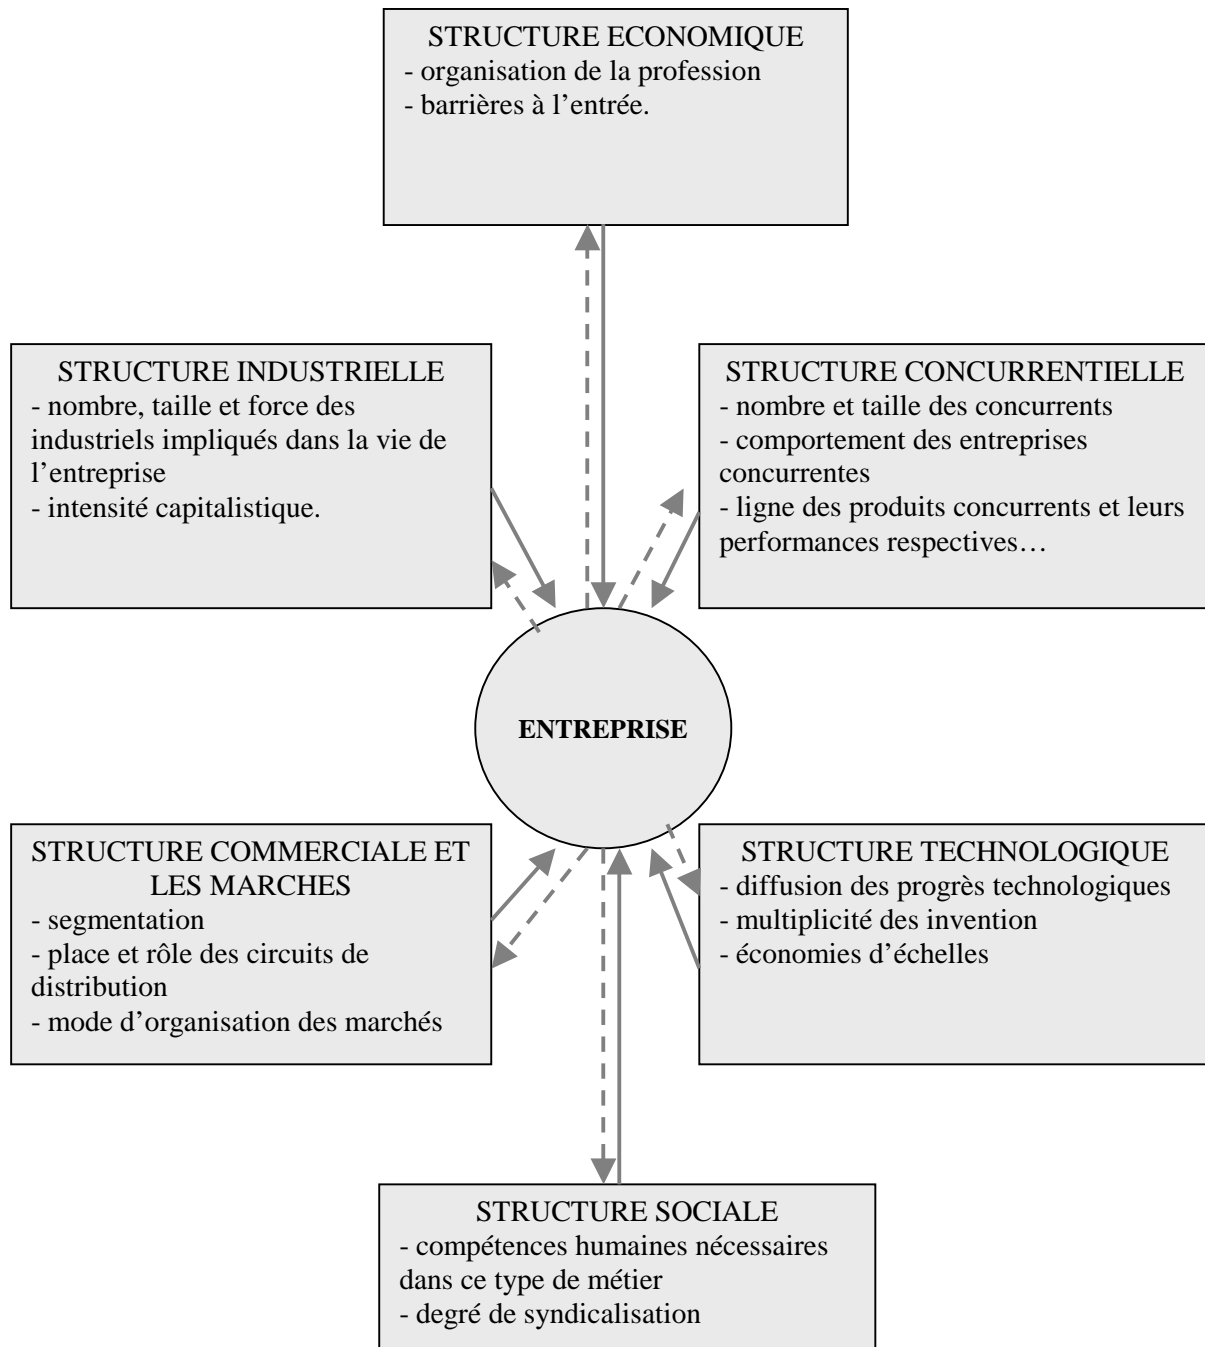 STRUCTURE ECONOMIQUE
- organisation de la profession
- barrières à l’entrée.
STRUCTURE INDUSTRIELLE
- nombre, taille et force des
industriels impliqués dans la vie de
l’entreprise
- intensité capitalistique.
STRUCTURE CONCURRENTIELLE
- nombre et taille des concurrents
- comportement des entreprises
concurrentes
- ligne des produits concurrents et leurs
performances respectives…
ENTREPRISE
STRUCTURE COMMERCIALE ET
LES MARCHES
- segmentation
- place et rôle des circuits de
distribution
- mode d’organisation des marchés
STRUCTURE TECHNOLOGIQUE
- diffusion des progrès technologiques
- multiplicité des invention
- économies d’échelles
STRUCTURE SOCIALE
- compétences humaines nécessaires
dans ce type de métier
- degré de syndicalisation